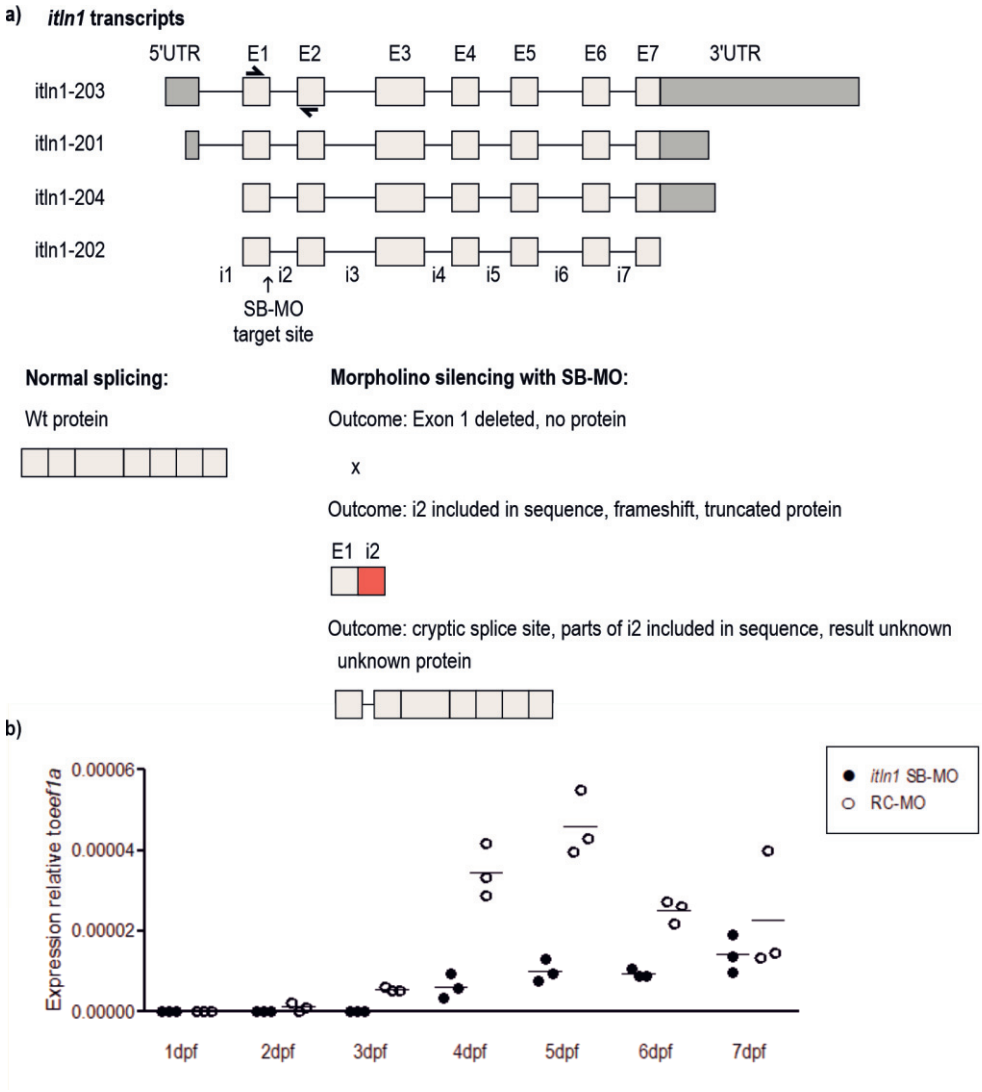 a) itln1 transcripts
5'UTR E1 E2 E3 E4 E5 E6 E7 3'UTR
itln1-203
itln1-201
itln1-204
itln1-202
i1 i2 i3 i4 i5 i6 i7
↑
SB-MO
target site
Normal splicing:
Morpholino silencing with SB-MO:
Wt protein
Outcome: Exon 1 deleted, no protein
x
Outcome: i2 included in sequence, frameshift, truncated protein
E1 i2
Outcome: cryptic splice site, parts of i2 included in sequence, result unknown
unknown protein
b)
Expression relative toeef1a
0.00006
0.00004
0.00002
0.00000
1dpf 2dpf 3dpf 4dpf 5dpf 6dpf 7dpf
itln1 SB-MO
RC-MO